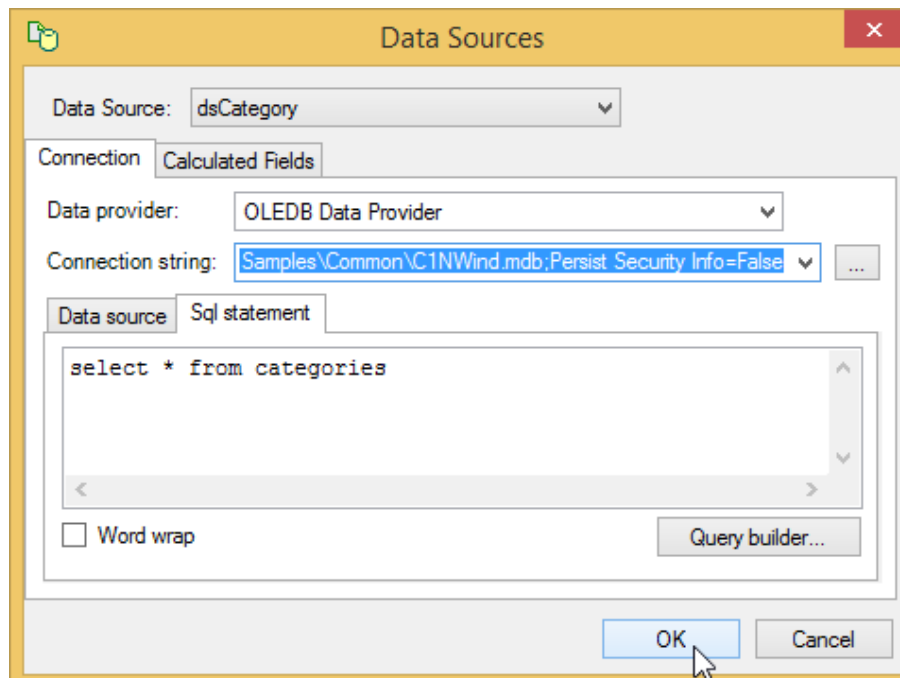 Data Sources
Data Source: dsCategory
Connection Calculated Fields
Data provider: OLEDB Data Provider
Connection string: Samples\Common\C1NWind.mdb;Persist Security Info=False ...
Data source Sql statement
select * from categories
Word wrap Query builder...
OK Cancel